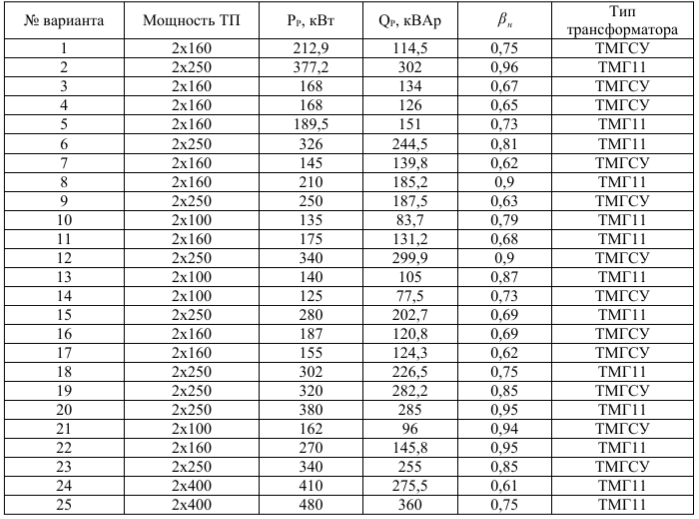 № варианта Мощность ТП Pₚ, кВт Qₚ, кВАр βₙ Тип трансформатора
1 2х160 212,9 114,5 0,75 ТМГСУ
2 2х250 377,2 302 0,96 ТМГ11
3 2х160 168 134 0,67 ТМГСУ
4 2х160 168 126 0,65 ТМГСУ
5 2х160 189,5 151 0,73 ТМГ11
6 2х250 326 244,5 0,81 ТМГ11
7 2х160 145 139,8 0,62 ТМГСУ
8 2х160 210 185,2 0,9 ТМГ11
9 2х250 250 187,5 0,63 ТМГСУ
10 2х100 135 83,7 0,79 ТМГ11
11 2х160 175 131,2 0,68 ТМГ11
12 2х250 340 299,9 0,9 ТМГСУ
13 2х100 140 105 0,87 ТМГ11
14 2х100 125 77,5 0,73 ТМГСУ
15 2х250 280 202,7 0,69 ТМГ11
16 2х160 187 120,8 0,69 ТМГСУ
17 2х160 155 124,3 0,62 ТМГСУ
18 2х250 302 226,5 0,75 ТМГ11
19 2х250 320 282,2 0,85 ТМГСУ
20 2х250 380 285 0,95 ТМГ11
21 2х100 162 96 0,94 ТМГСУ
22 2х160 270 145,8 0,95 ТМГ11
23 2х250 340 255 0,85 ТМГСУ
24 2х400 410 275,5 0,61 ТМГ11
25 2х400 480 360 0,75 ТМГ11